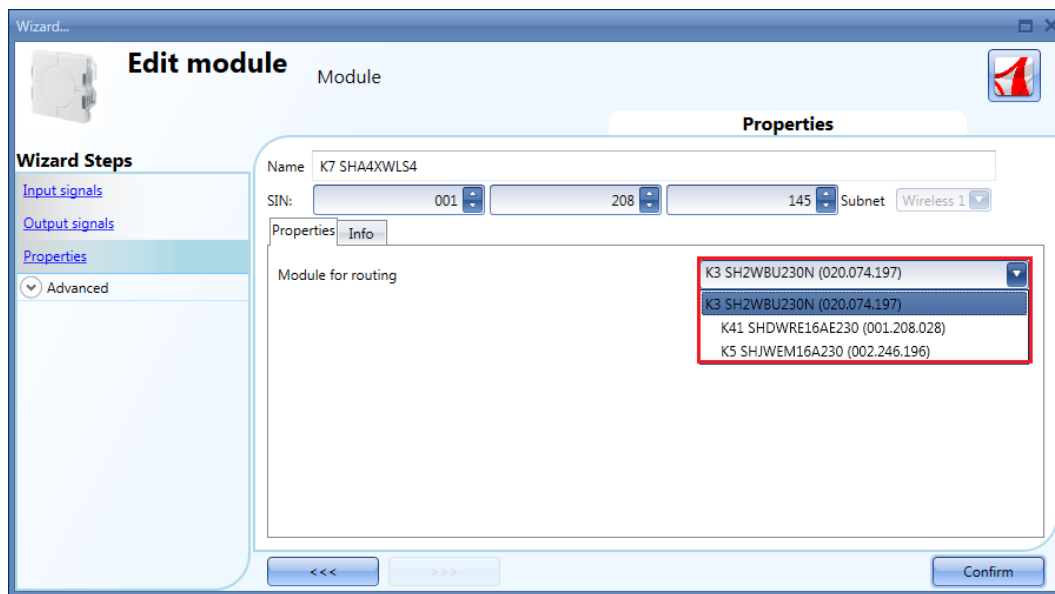 Wizard...
Edit module
Module
Properties
Wizard Steps
Input signals
Output signals
Properties
Advanced
Name K7 SHA4XWLS4
SIN: 001 208 145 Subnet Wireless 1
Properties Info
Module for routing K3 SH2WBU230N (020.074.197)
K3 SH2WBU230N (020.074.197)
K41 SHDWRE16AE230 (001.208.028)
K5 SHJWEM16A230 (002.246.196)
<<< >>> Confirm